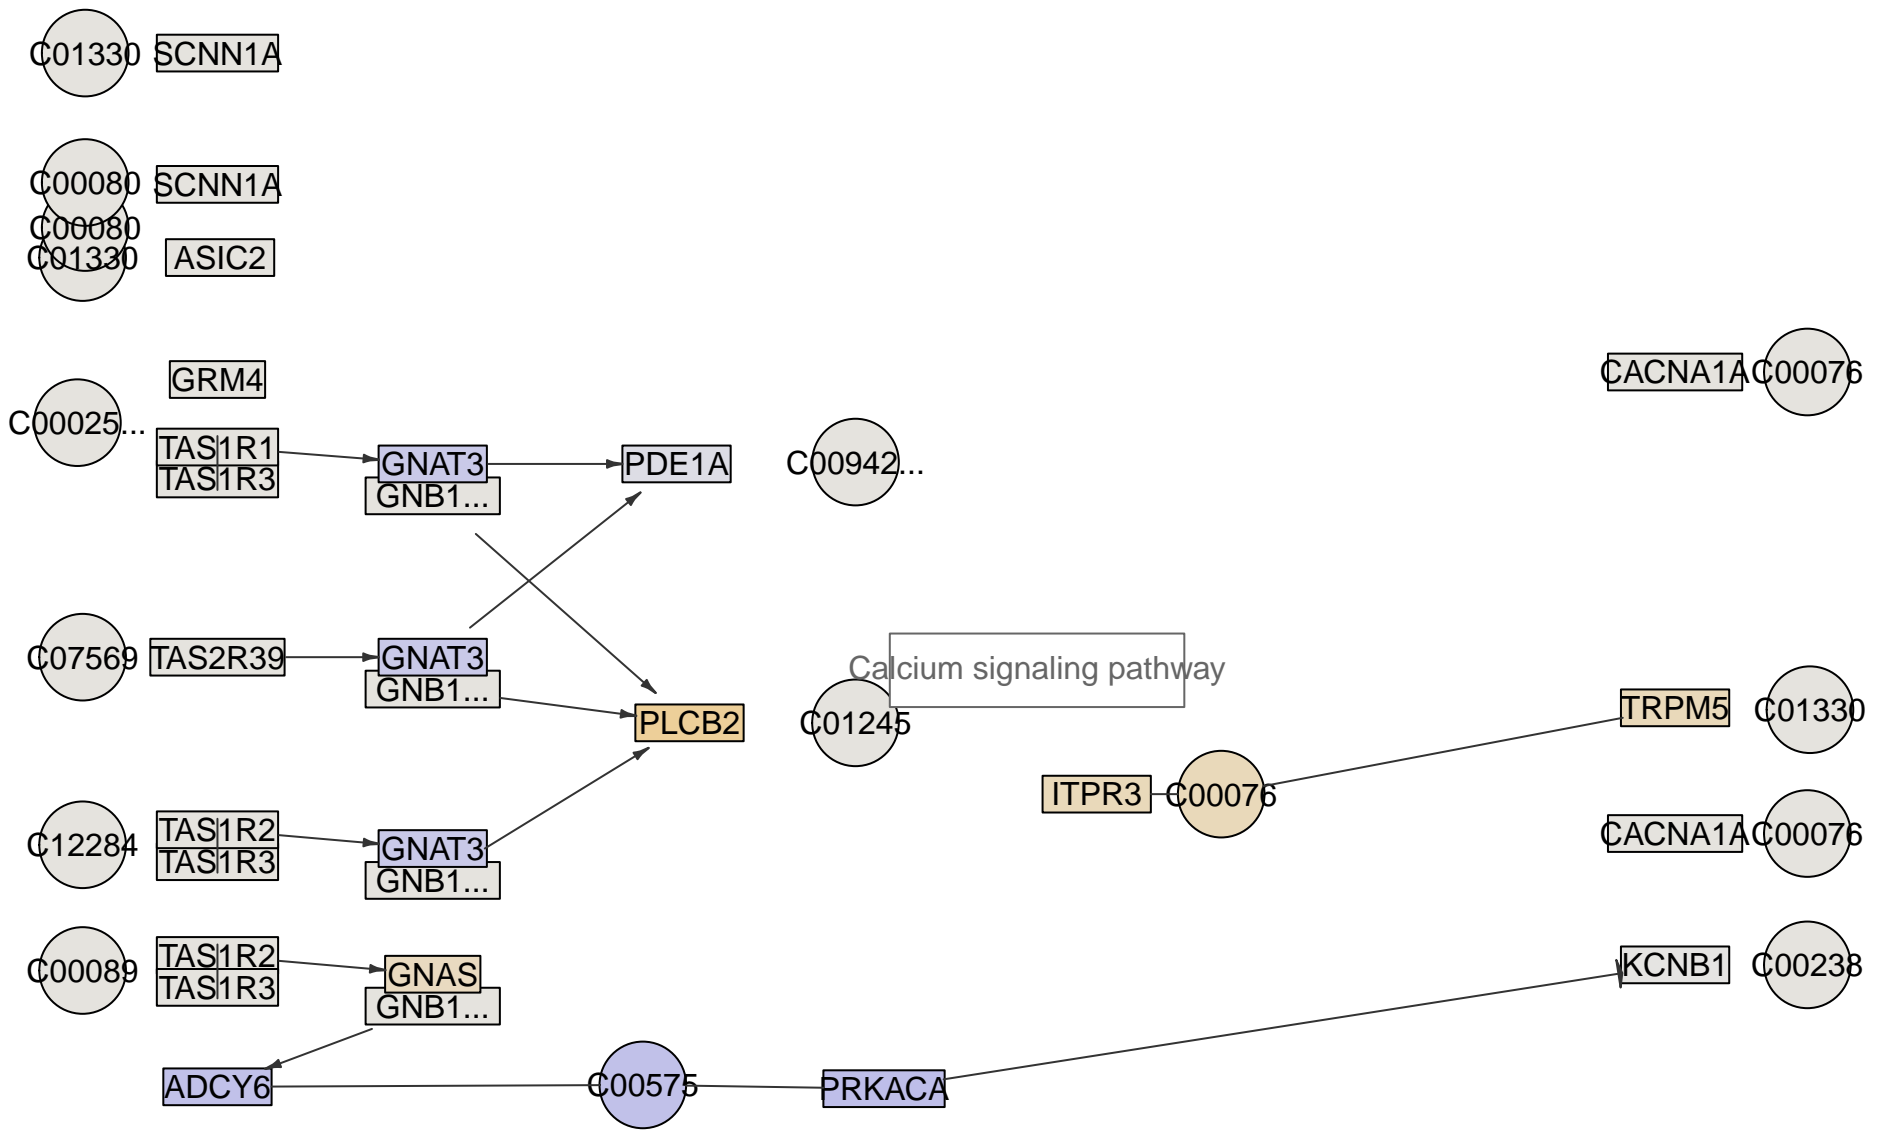 C01330 SCNN1A
C00080 SCNN1A
C00080
C01330 ASIC2
GRM4
CACNA1A C00076
C00025...
TAS1R1
TAS1R3
GNAT3
GNB1...
PDE1A
C00942...
C07569 TAS2R39
GNAT3
GNB1...
Calcium signaling pathway
PLCB2
C01245
TRPM5 C01330
ITPR3 C00076
C12284
TAS1R2
TAS1R3
GNAT3
GNB1...
CACNA1A C00076
C00089
TAS1R2
TAS1R3
GNAS
GNB1...
KCNB1 C00238
ADCY6 C00575 PRKACA